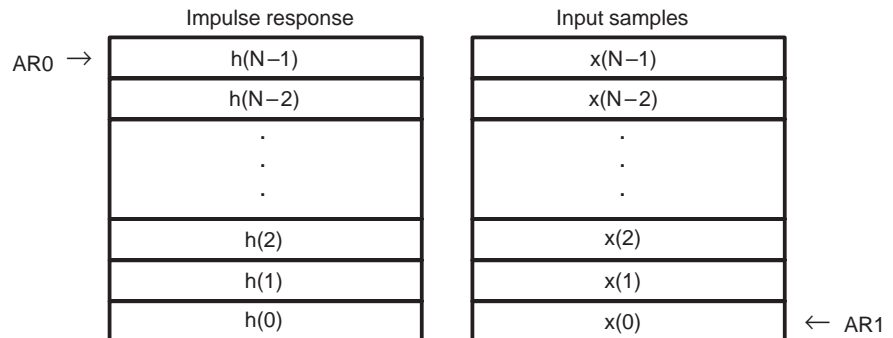 Impulse response Input samples
AR0 → h(N–1) x(N–1)
h(N–2) x(N–2)
. .
. .
. .
h(2) x(2)
h(1) x(1)
h(0) x(0) ← AR1